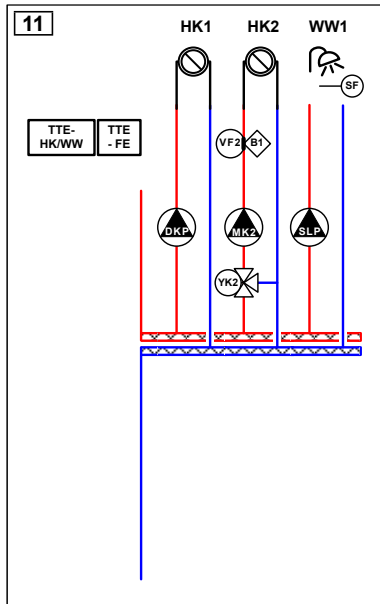 11
HK1 HK2 WW1
SF
TTE-
HK/WW
TTE
- FE
VF2 B1
DKP MK2 SLP
YK2